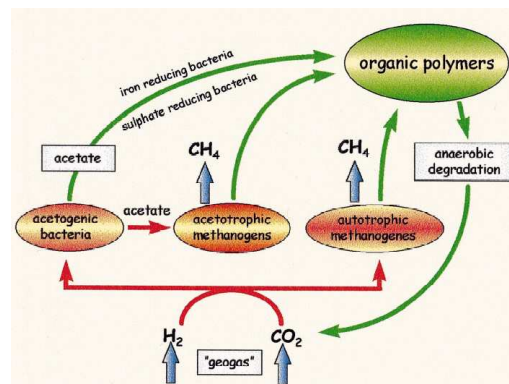 organic polymers
iron reducing bacteria
sulphate reducing bacteria
acetate
CH₄
CH₄
anaerobic
degradation
acetogenic
bacteria
acetate
acetotrophic
methanogens
autotrophic
methanogenes
H₂
"geogas"
CO₂